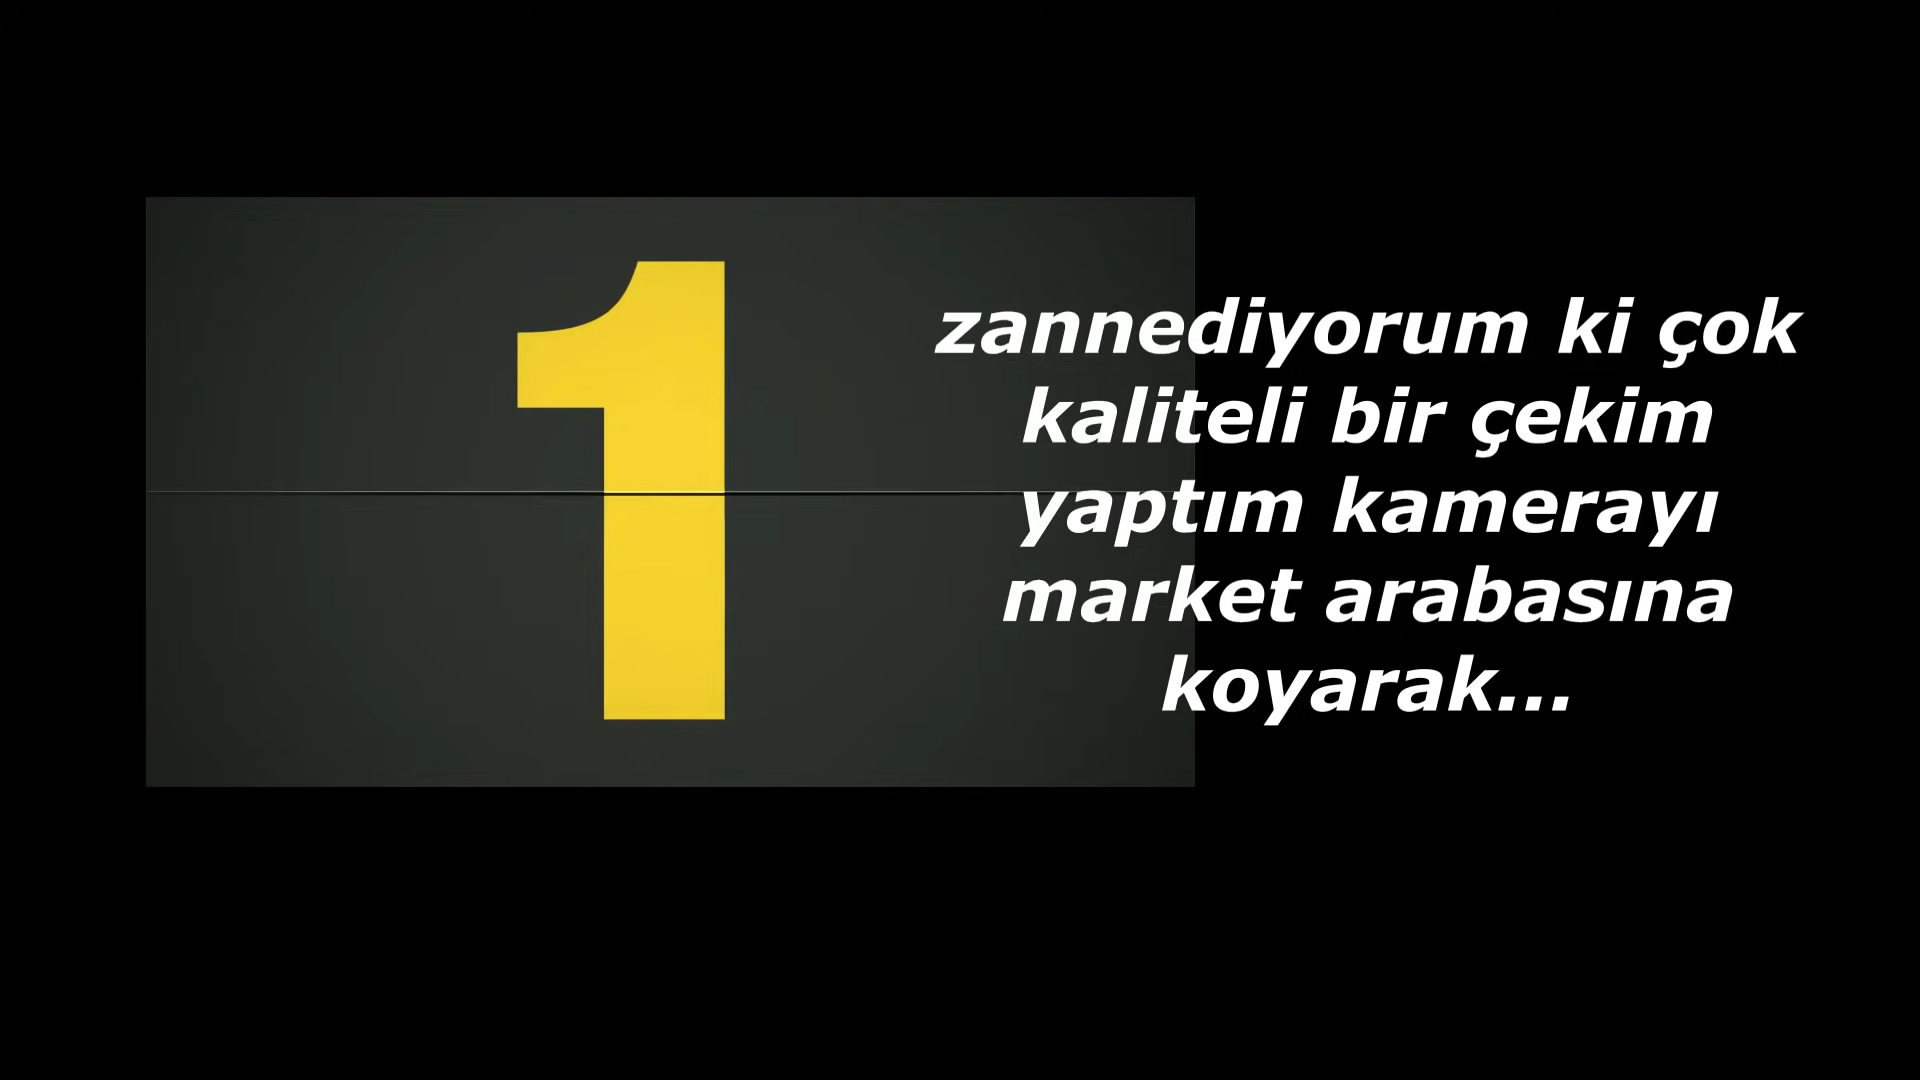 1
zannediyorum ki çok
kaliteli bir çekim
yaptım kamerayı
market arabasına
koyarak...